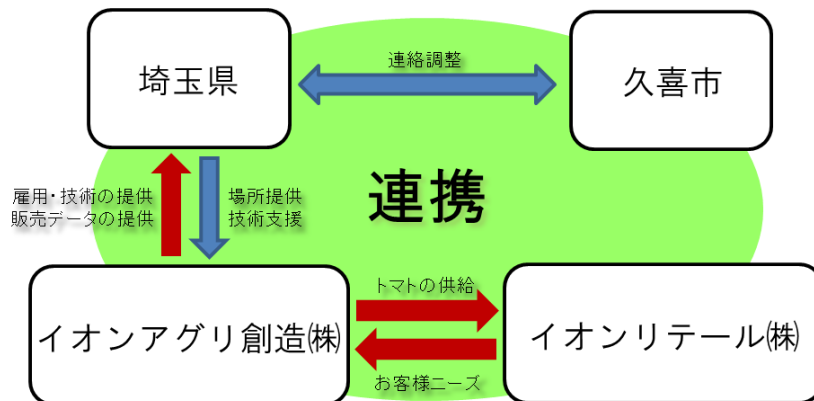 埼玉県
連絡調整
久喜市
雇用・技術の提供
販売データの提供
場所提供
技術支援
連携
イオンアグリ創造㈱
トマトの供給
お客様ニーズ
イオンリテール㈱